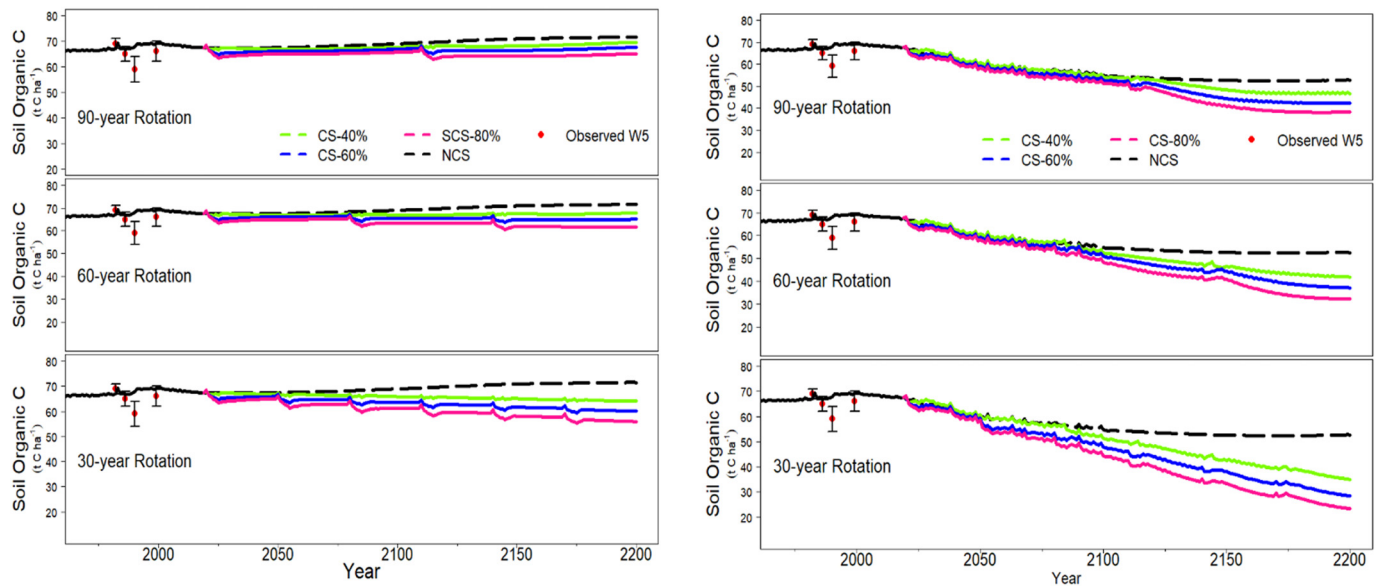 80
70
60
50
40
30
20
Soil Organic C
(t C ha⁻¹)
90-year Rotation
CS-40%
SCS-80%
Observed W5
CS-60%
NCS
80
70
60
50
40
30
20
Soil Organic C
(t C ha⁻¹)
60-year Rotation
80
70
60
50
40
30
20
Soil Organic C
(t C ha⁻¹)
30-year Rotation
2000 2050 2100 2150 2200
Year
80
70
60
50
40
30
20
Soil Organic C
(t C ha⁻¹)
90-year Rotation
CS-40%
CS-80%
Observed W5
CS-60%
NCS
80
70
60
50
40
30
20
Soil Organic C
(t C ha⁻¹)
60-year Rotation
80
70
60
50
40
30
20
Soil Organic C
(t C ha⁻¹)
30-year Rotation
2000 2050 2100 2150 2200
Year